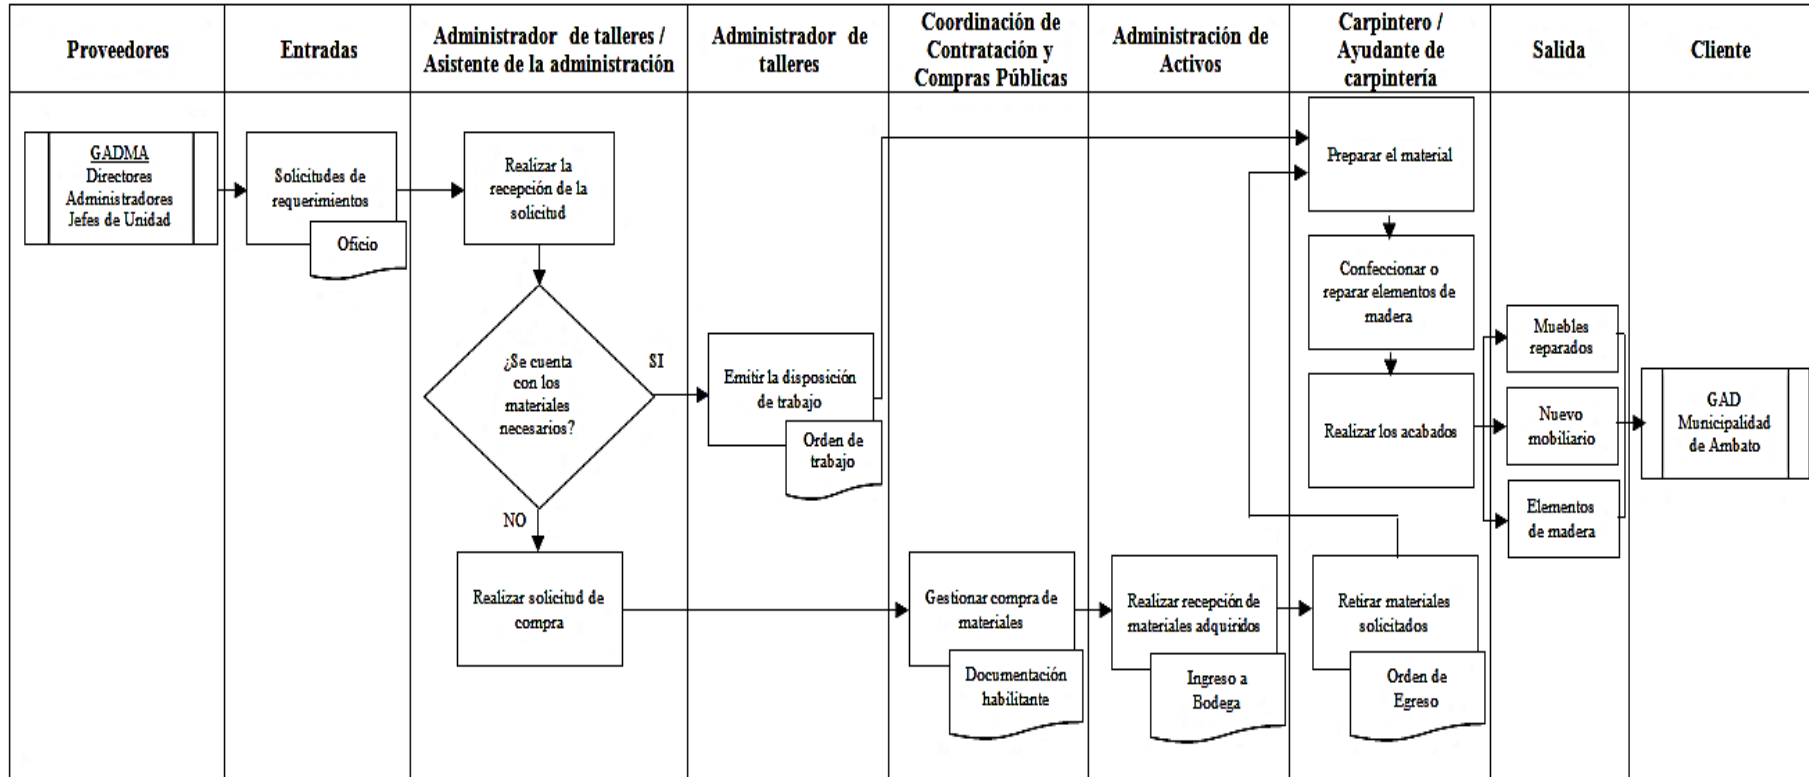 Proveedores
Entradas
Administrador de talleres /
Asistente de la administración
Administrador de
talleres
Coordinación de
Contratación y
Compras Públicas
Administración de
Activos
Carpintero /
Ayudante de
carpintería
Salida
Cliente
GADMA
Directores
Administradores
Jefes de Unidad
Solicitudes de
requerimientos
Oficio
Realizar la
recepción de la
solicitud
¿Se cuenta
con los
materiales
necesarios?
SI
NO
Emitir la disposición
de trabajo
Orden de
trabajo
Realizar solicitud de
compra
Gestionar compra de
materiales
Documentación
habilitante
Realizar recepción de
materiales adquiridos
Ingreso a
Bodega
Retirar materiales
solicitados
Orden de
Egreso
Preparar el material
Confeccionar o
reparar elementos de
madera
Realizar los acabados
Muebles
reparados
Nuevo
mobiliario
Elementos
de madera
GAD
Municipalidad
de Ambato